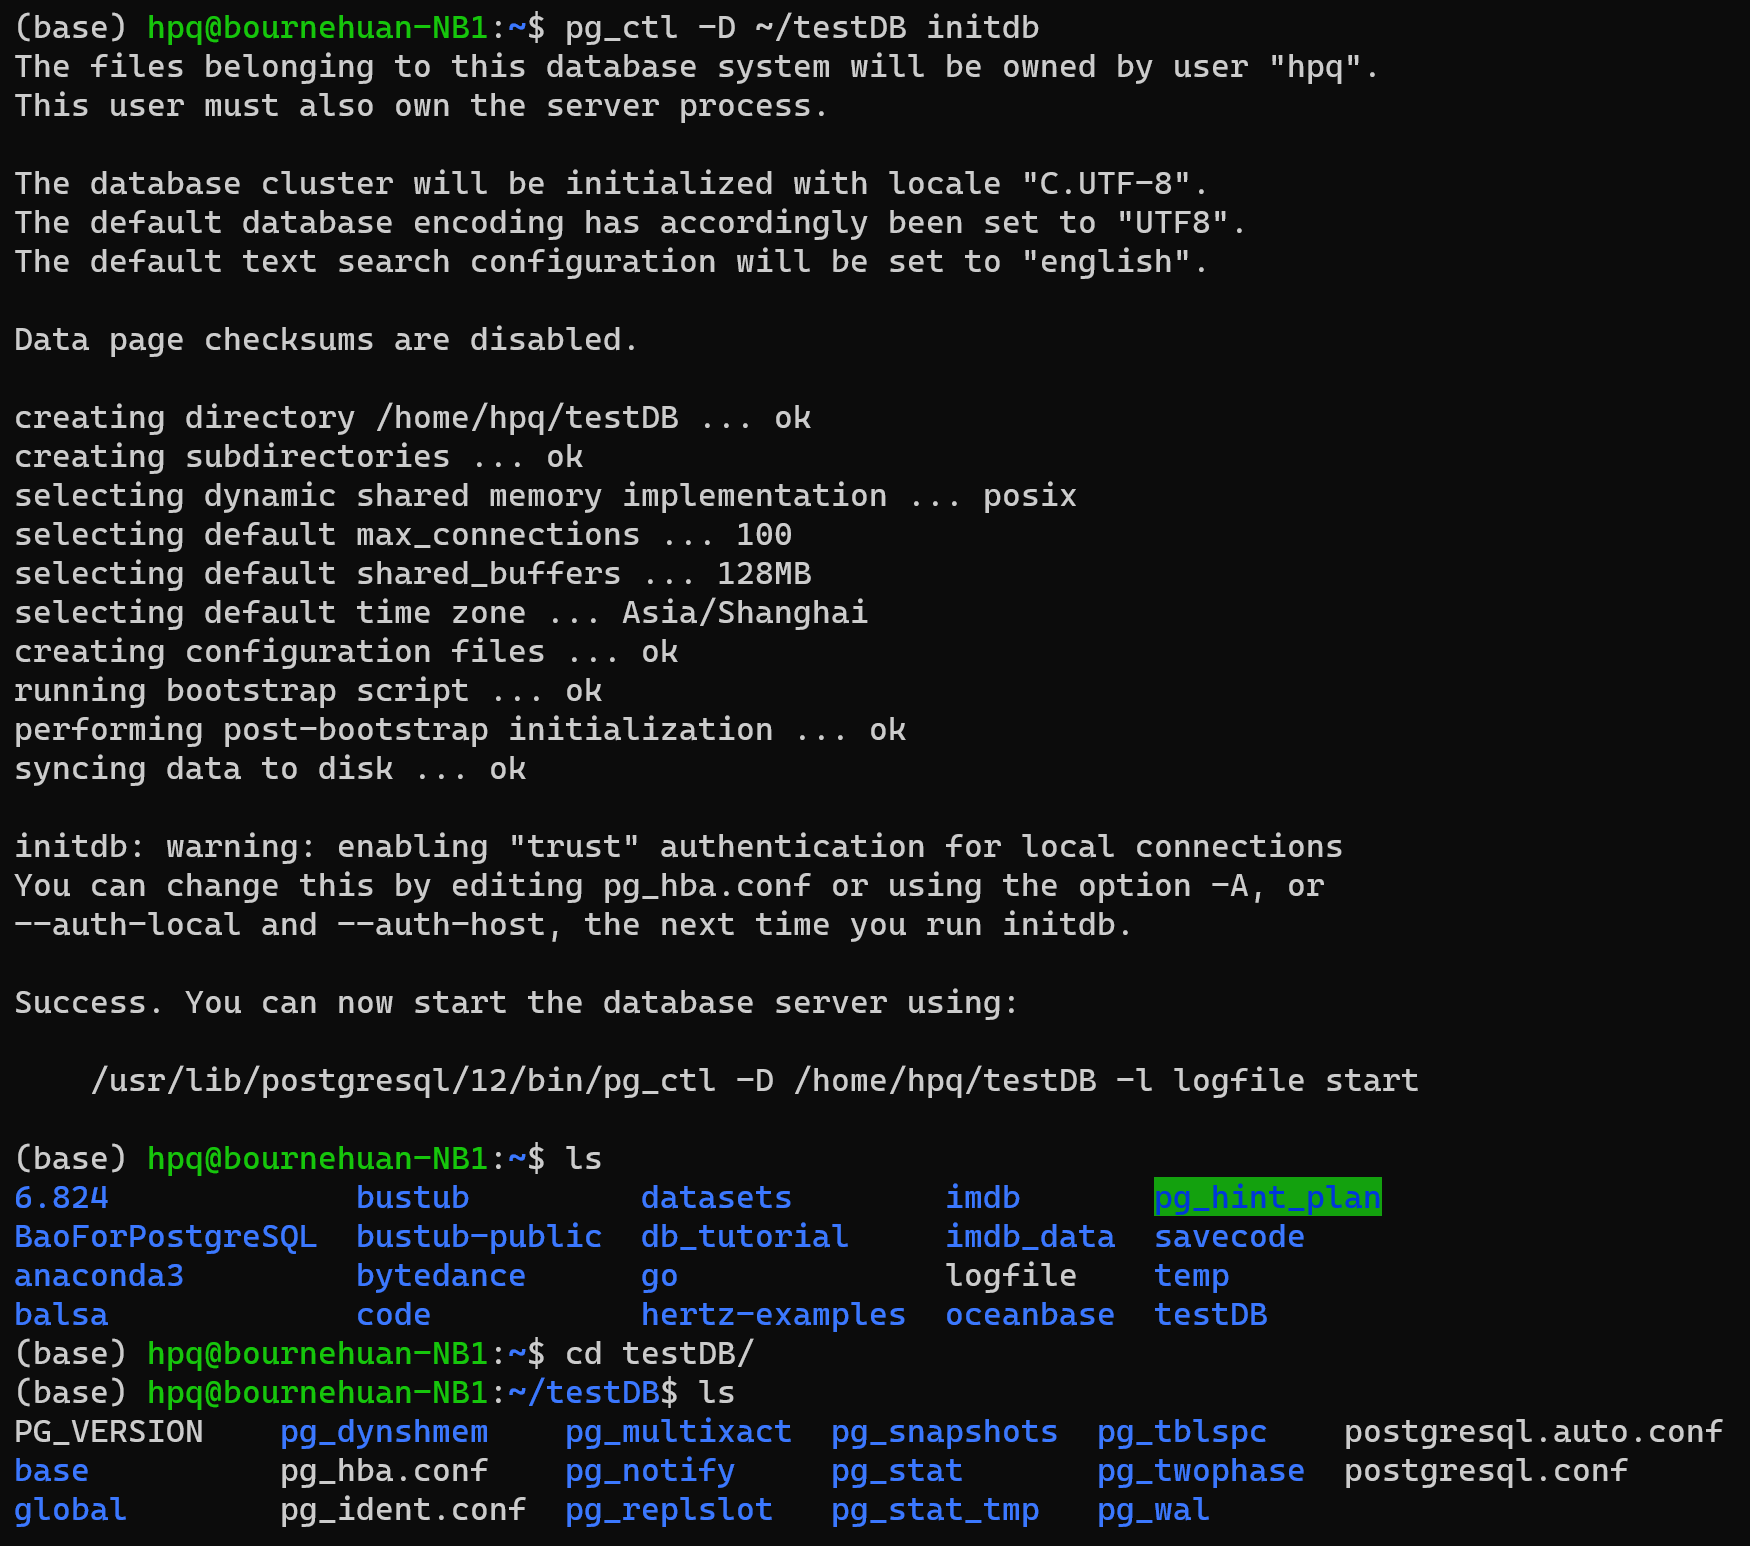 (base) hpq@bournehuan-NB1:~$ pg_ctl -D ~/testDB initdb
The files belonging to this database system will be owned by user "hpq".
This user must also own the server process.

The database cluster will be initialized with locale "C.UTF-8".
The default database encoding has accordingly been set to "UTF8".
The default text search configuration will be set to "english".

Data page checksums are disabled.

creating directory /home/hpq/testDB ... ok
creating subdirectories ... ok
selecting dynamic shared memory implementation ... posix
selecting default max_connections ... 100
selecting default shared_buffers ... 128MB
selecting default time zone ... Asia/Shanghai
creating configuration files ... ok
running bootstrap script ... ok
performing post-bootstrap initialization ... ok
syncing data to disk ... ok

initdb: warning: enabling "trust" authentication for local connections
You can change this by editing pg_hba.conf or using the option -A, or
--auth-local and --auth-host, the next time you run initdb.

Success. You can now start the database server using:

    /usr/lib/postgresql/12/bin/pg_ctl -D /home/hpq/testDB -l logfile start

(base) hpq@bournehuan-NB1:~$ ls
6.824             bustub         datasets        imdb       pg_hint_plan
BaoForPostgreSQL  bustub-public  db_tutorial     imdb_data  savecode
anaconda3         bytedance      go              logfile    temp
balsa             code           hertz-examples  oceanbase  testDB
(base) hpq@bournehuan-NB1:~$ cd testDB/
(base) hpq@bournehuan-NB1:~/testDB$ ls
PG_VERSION    pg_dynshmem    pg_multixact  pg_snapshots  pg_tblspc    postgresql.auto.conf
base          pg_hba.conf    pg_notify     pg_stat       pg_twophase  postgresql.conf
global        pg_ident.conf  pg_replslot   pg_stat_tmp   pg_wal